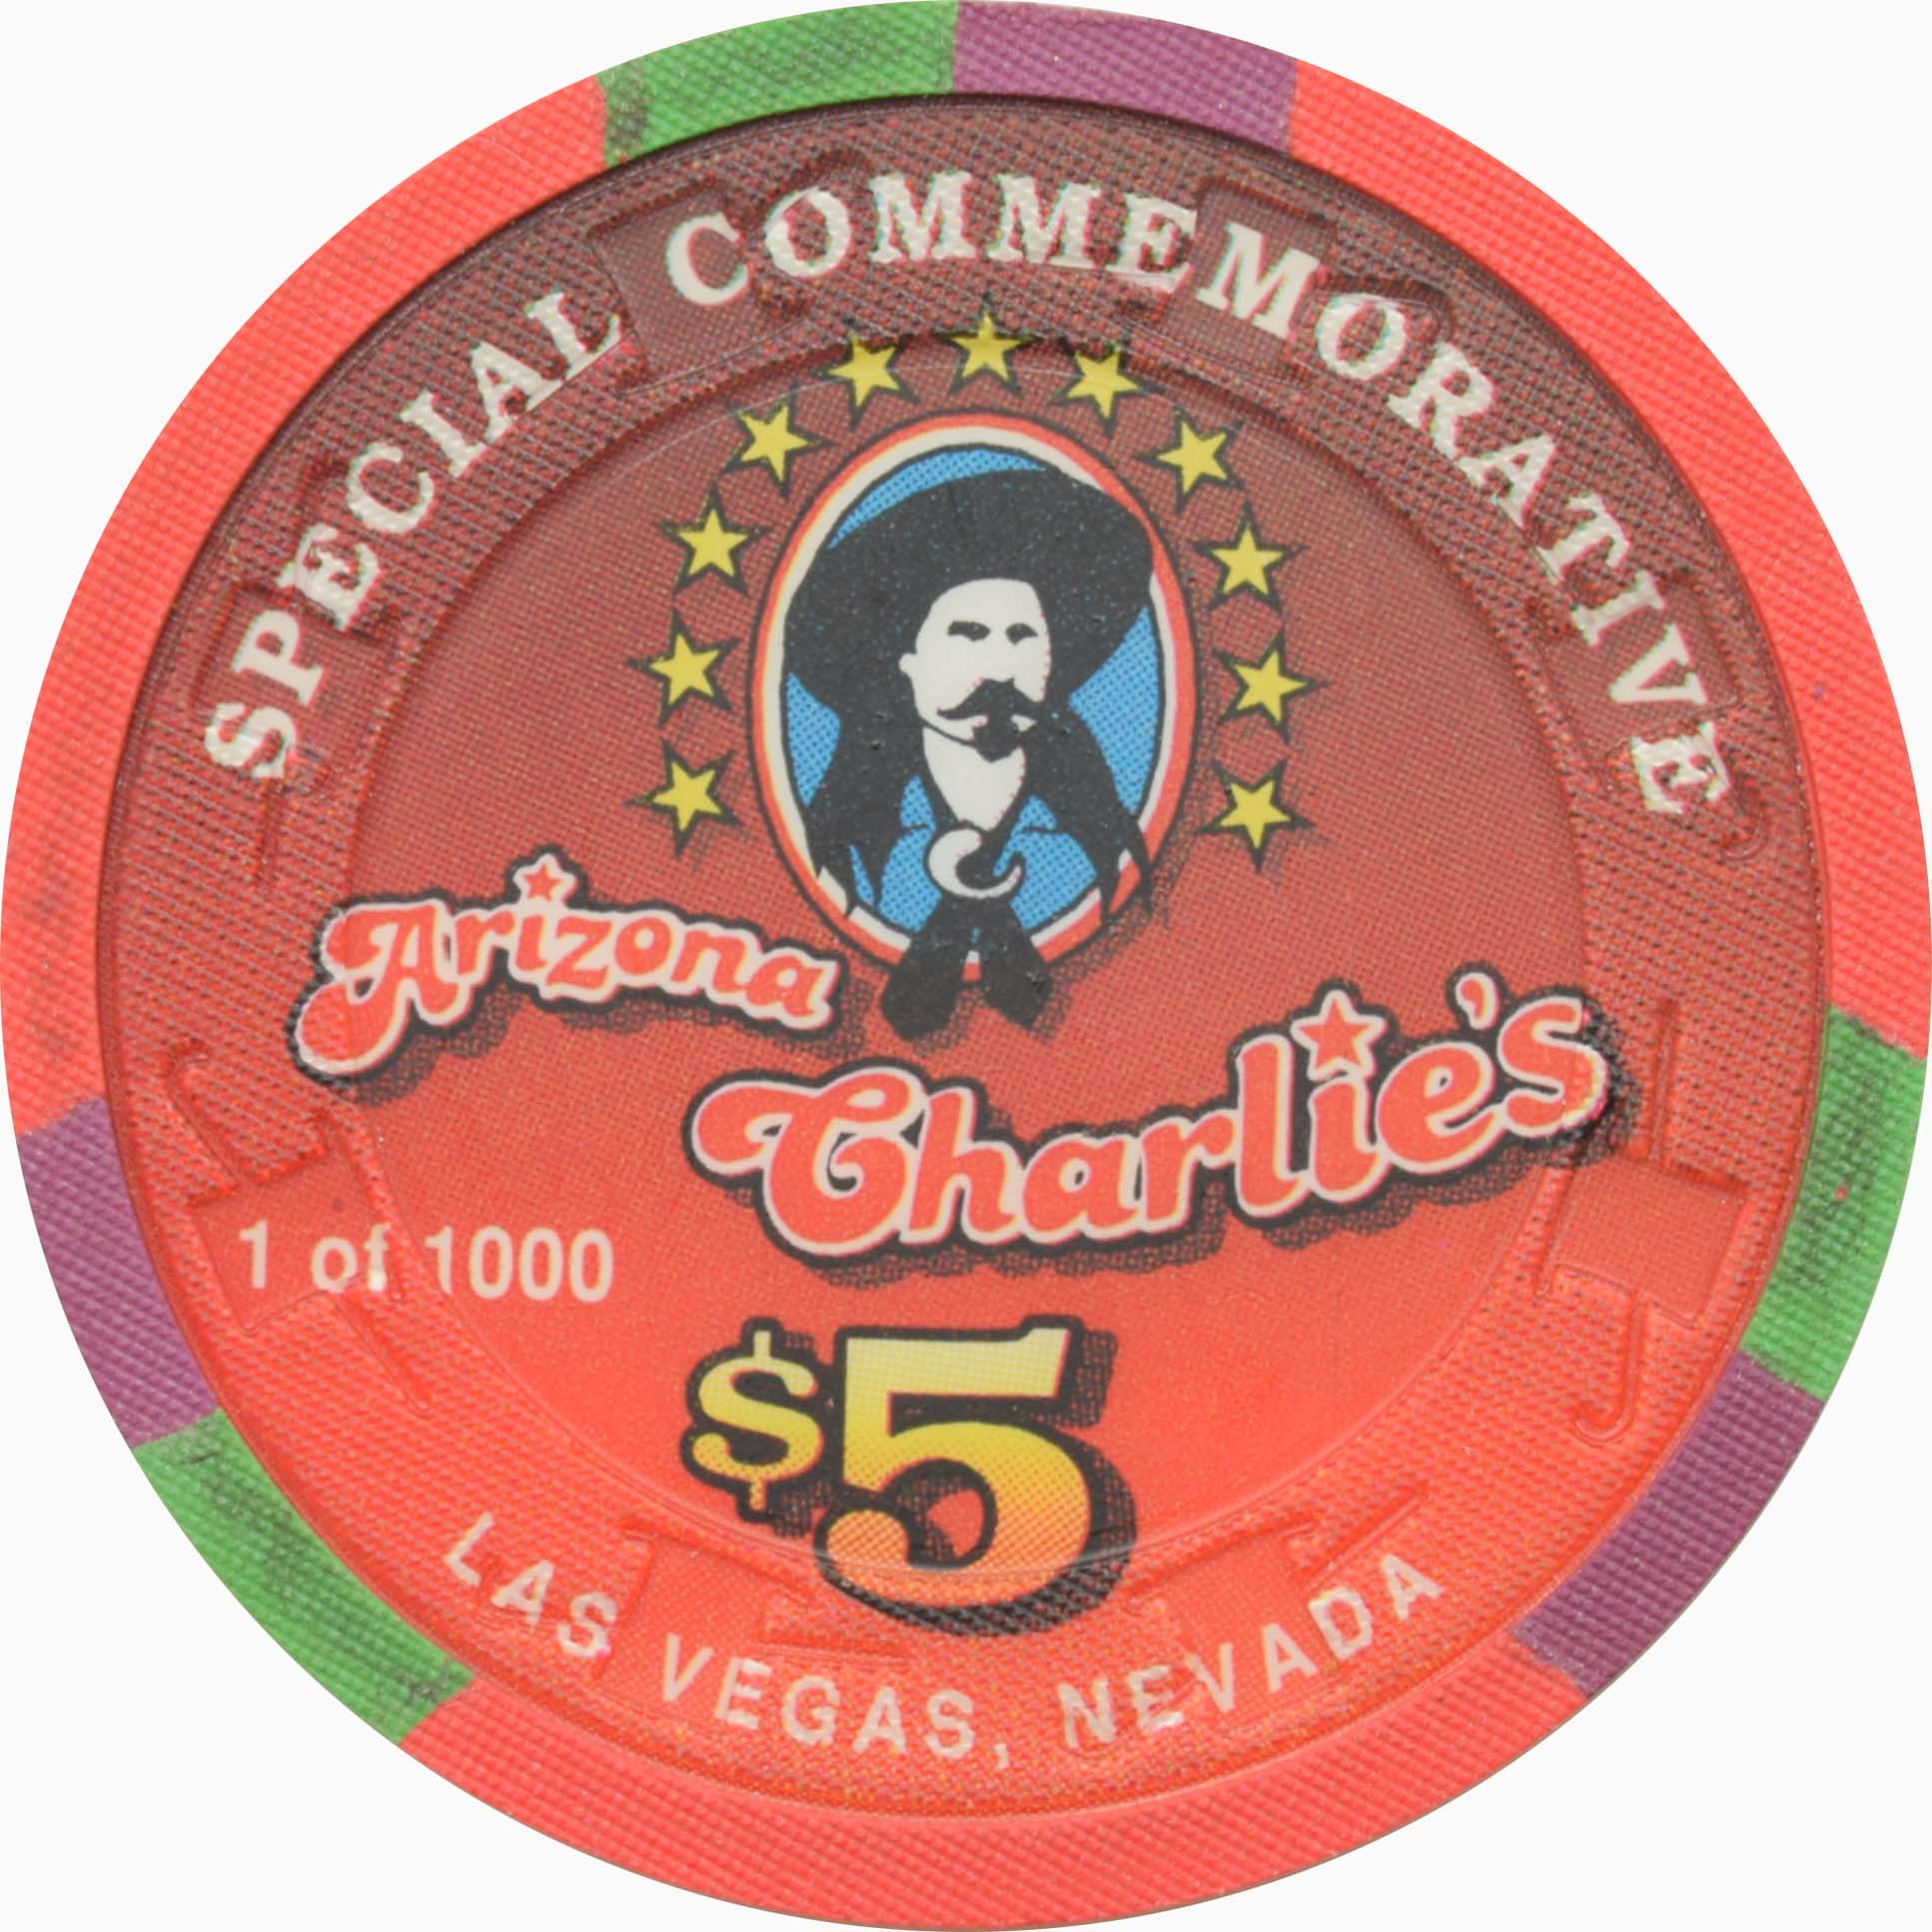 SPECIAL COMMEMORATIVE
Arizona
Charlie's
1 of 1000
$5
LAS VEGAS, NEVADA